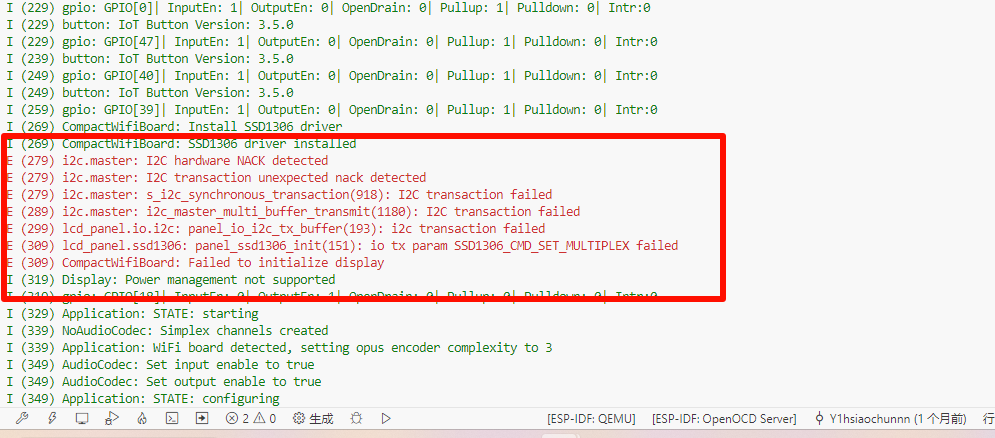 I (229) gpio: GPIO[0]| InputEn: 1| OutputEn: 0| OpenDrain: 0| Pullup: 1| Pulldown: 0| Intr:0
I (229) button: IoT Button Version: 3.5.0
I (229) gpio: GPIO[47]| InputEn: 1| OutputEn: 0| OpenDrain: 0| Pullup: 1| Pulldown: 0| Intr:0
I (239) button: IoT Button Version: 3.5.0
I (249) gpio: GPIO[40]| InputEn: 1| OutputEn: 0| OpenDrain: 0| Pullup: 1| Pulldown: 0| Intr:0
I (249) button: IoT Button Version: 3.5.0
I (259) gpio: GPIO[39]| InputEn: 1| OutputEn: 0| OpenDrain: 0| Pullup: 1| Pulldown: 0| Intr:0
I (269) CompactWifiBoard: Install SSD1306 driver
I (269) CompactWifiBoard: SSD1306 driver installed
E (279) i2c.master: I2C hardware NACK detected
E (279) i2c.master: I2C transaction unexpected nack detected
E (279) i2c.master: s_i2c_synchronous_transaction(918): I2C transaction failed
E (289) i2c.master: i2c_master_multi_buffer_transmit(1180): I2C transaction failed
E (299) lcd_panel.io.i2c: panel_io_i2c_tx_buffer(193): i2c transaction failed
E (309) lcd_panel.ssd1306: panel_ssd1306_init(151): io tx param SSD1306_CMD_SET_MULTIPLEX failed
E (309) CompactWifiBoard: Failed to initialize display
I (319) Display: Power management not supported
I (319) gpio: GPIO[18]| InputEn: 0| OutputEn: 1| OpenDrain: 0| Pullup: 0| Pulldown: 0| Intr:0
I (329) Application: STATE: starting
I (339) NoAudioCodec: Simplex channels created
I (339) Application: WiFi board detected, setting opus encoder complexity to 3
I (349) AudioCodec: Set input enable to true
I (349) AudioCodec: Set output enable to true
I (349) Application: STATE: configuring
2 0 生成 [ESP-IDF: QEMU] [ESP-IDF: OpenOCD Server] Y1hsiaochunnn (1 个月前) 行